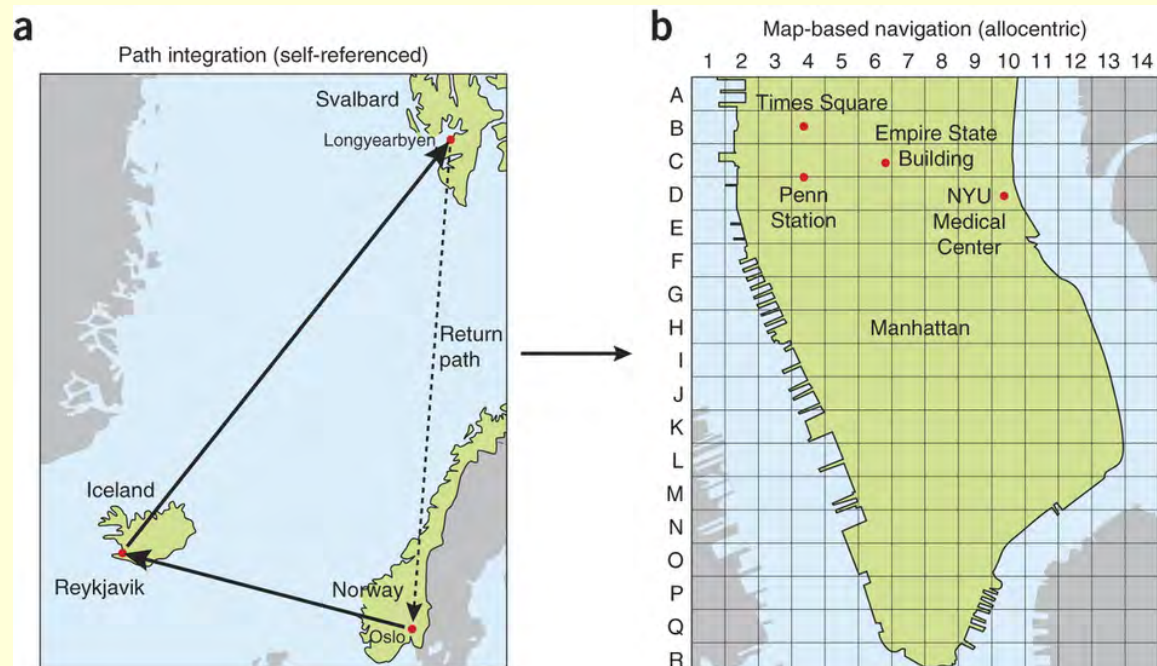 a
Path integration (self-referenced)
Svalbard
Longyearbyen
Return
path
Iceland
Reykjavik
Norway
Oslo
b
Map-based navigation (allocentric)
1 2 3 4 5 6 7 8 9 10 11 12 13 14
A
B
C
D
E
F
G
H
I
J
K
L
M
N
O
P
Q
R
Times Square
Empire State
Building
Penn
Station
NYU
Medical
Center
Manhattan